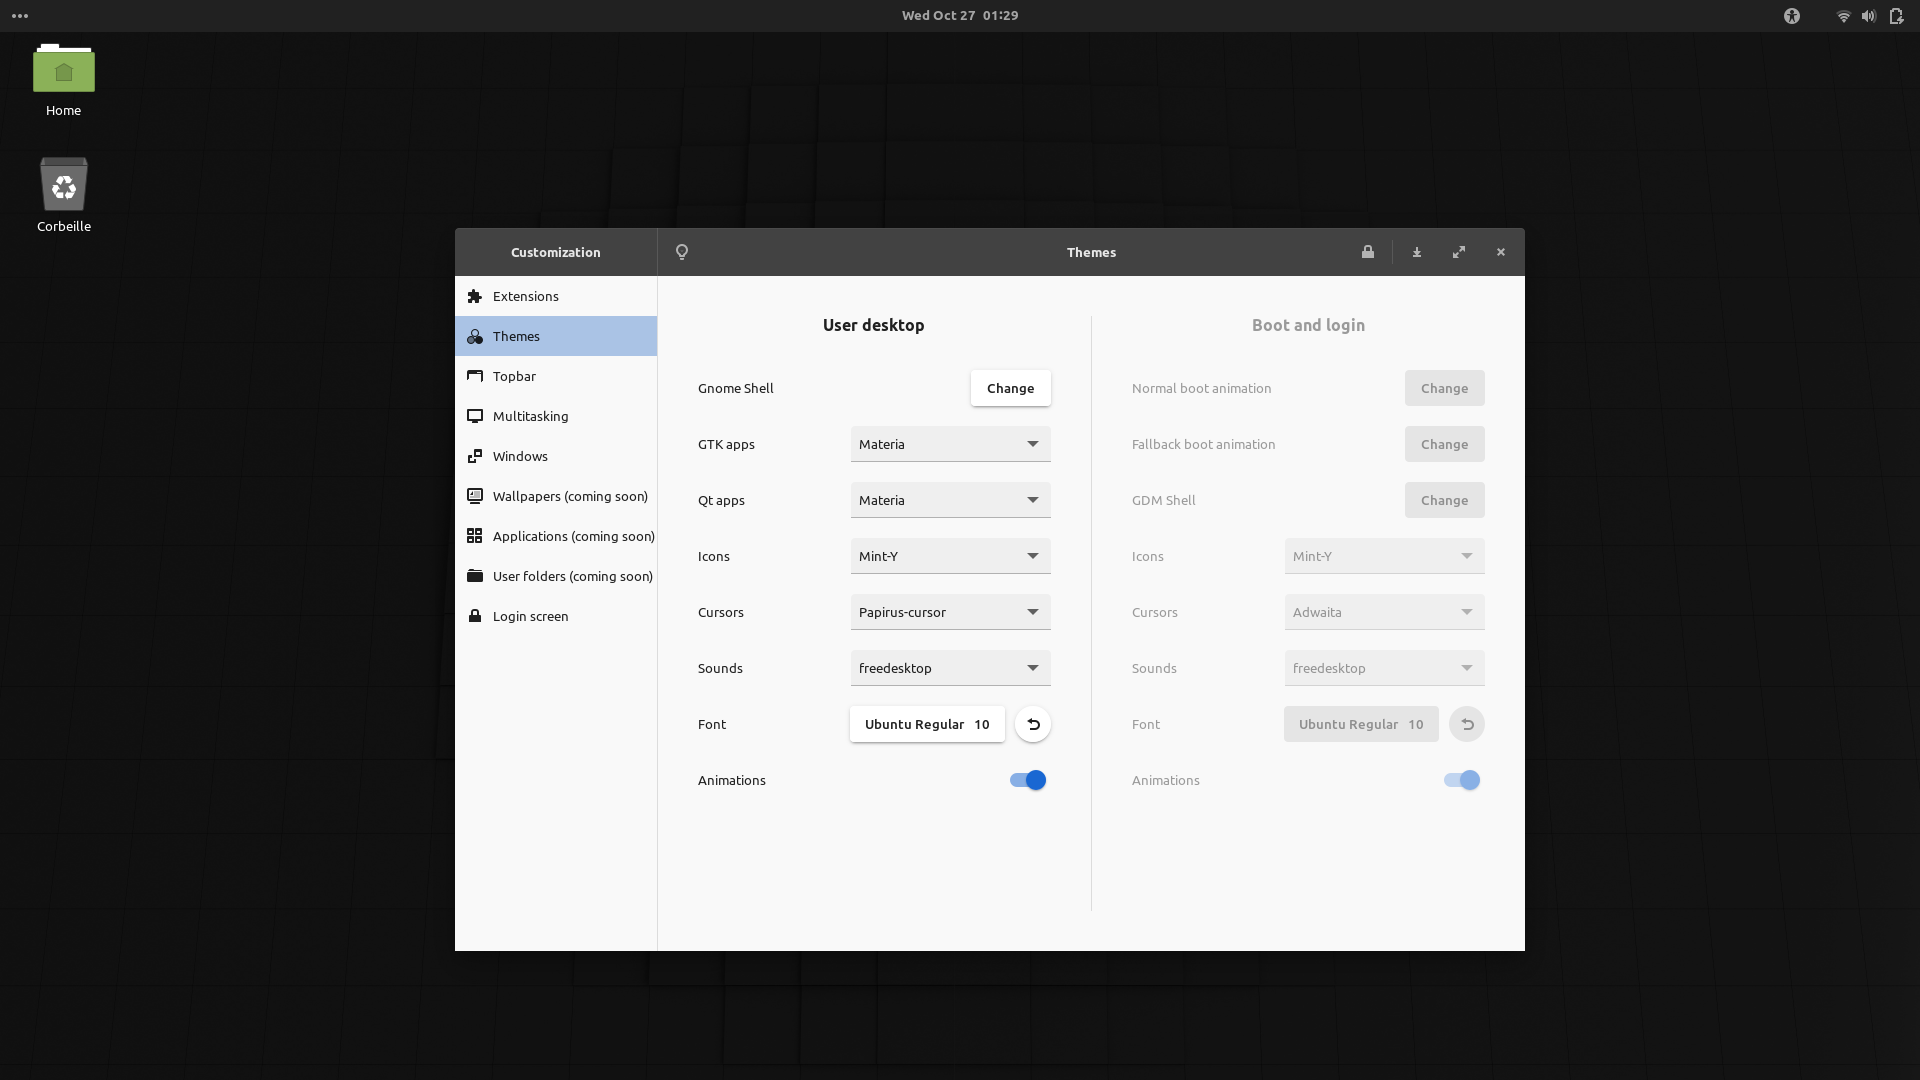 Wed Oct 27 01:29
Home
Corbeille
Customization
Themes
Extensions
Themes
Topbar
Multitasking
Windows
Wallpapers (coming soon)
Applications (coming soon)
User folders (coming soon)
Login screen
User desktop
Gnome Shell
Change
GTK apps
Materia
Qt apps
Materia
Icons
Mint-Y
Cursors
Papirus-cursor
Sounds
freedesktop
Font
Ubuntu Regular 10
Animations
Boot and login
Normal boot animation
Change
Fallback boot animation
Change
GDM Shell
Change
Icons
Mint-Y
Cursors
Adwaita
Sounds
freedesktop
Font
Ubuntu Regular 10
Animations